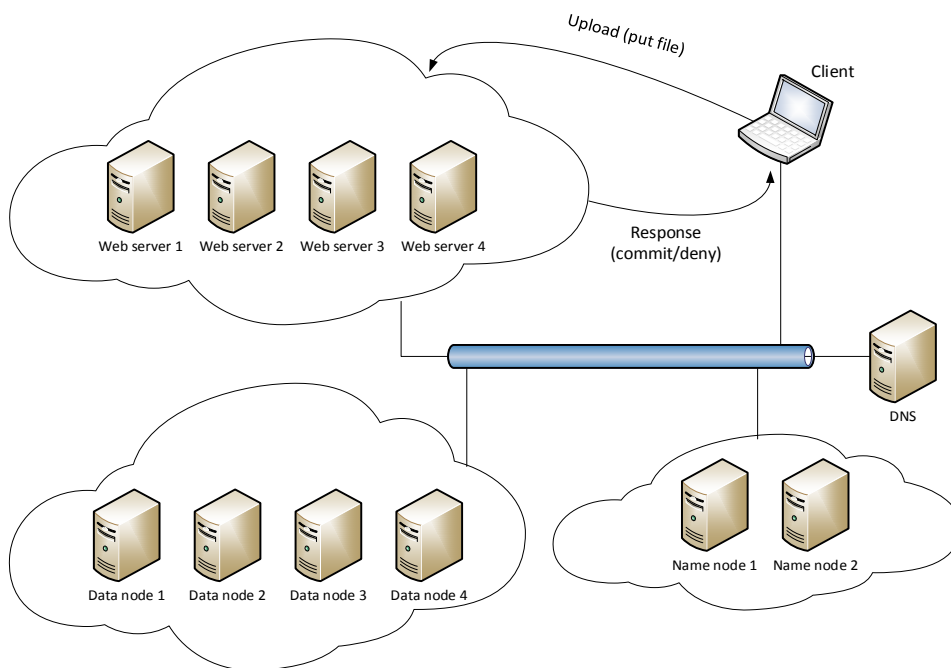 Upload (put file)
Client
Web server 1
Web server 2
Web server 3
Web server 4
Response
(commit/deny)
DNS
Data node 1
Data node 2
Data node 3
Data node 4
Name node 1
Name node 2